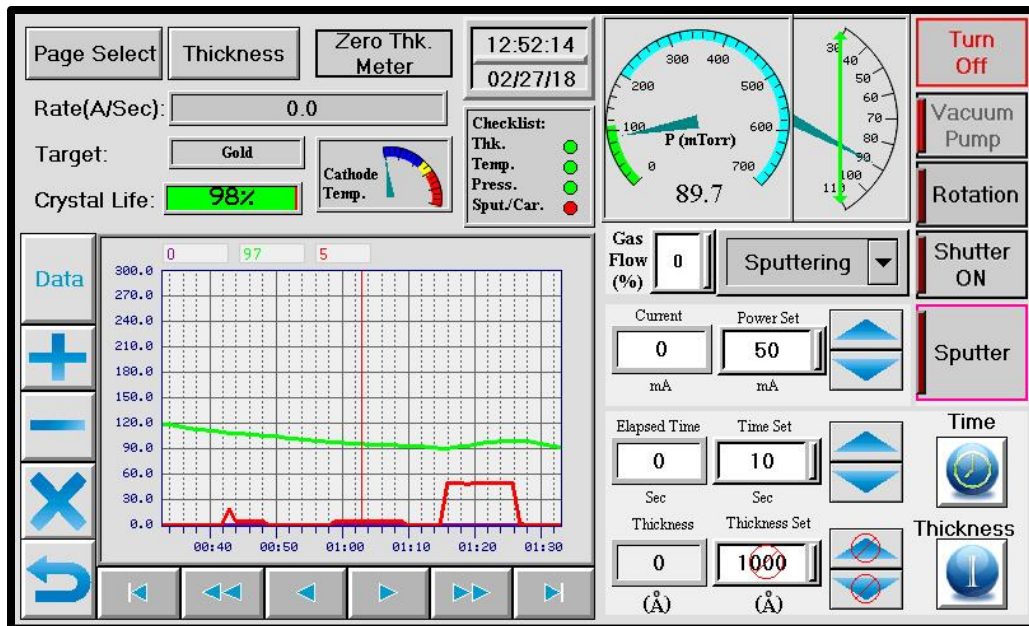 Page Select
Thickness
Zero Thk.
Meter
12:52:14
02/27/18
Rate(A/Sec):
0.0
Target:
Gold
Crystal Life:
98%
Cathode
Temp.
Checklist:
Thk.
Temp.
Press.
Sput./Car.
0
100
200
300
400
500
600
700
P (mTorr)
89.7
30
40
50
60
70
80
90
100
110
Turn
Off
Vacuum
Pump
Rotation
Shutter
ON
Sputter
Data
0 97 5
300.0
270.0
240.0
210.0
180.0
150.0
120.0
90.0
60.0
30.0
0.0
00:40 00:50 01:00 01:10 01:20 01:30
Gas
Flow
(%)
0
Sputtering
Current
0
mA
Power Set
50
mA
Elapsed Time
0
Sec
Time Set
10
Sec
Thickness
0
(Å)
Thickness Set
1000
(Å)
Time
Thickness